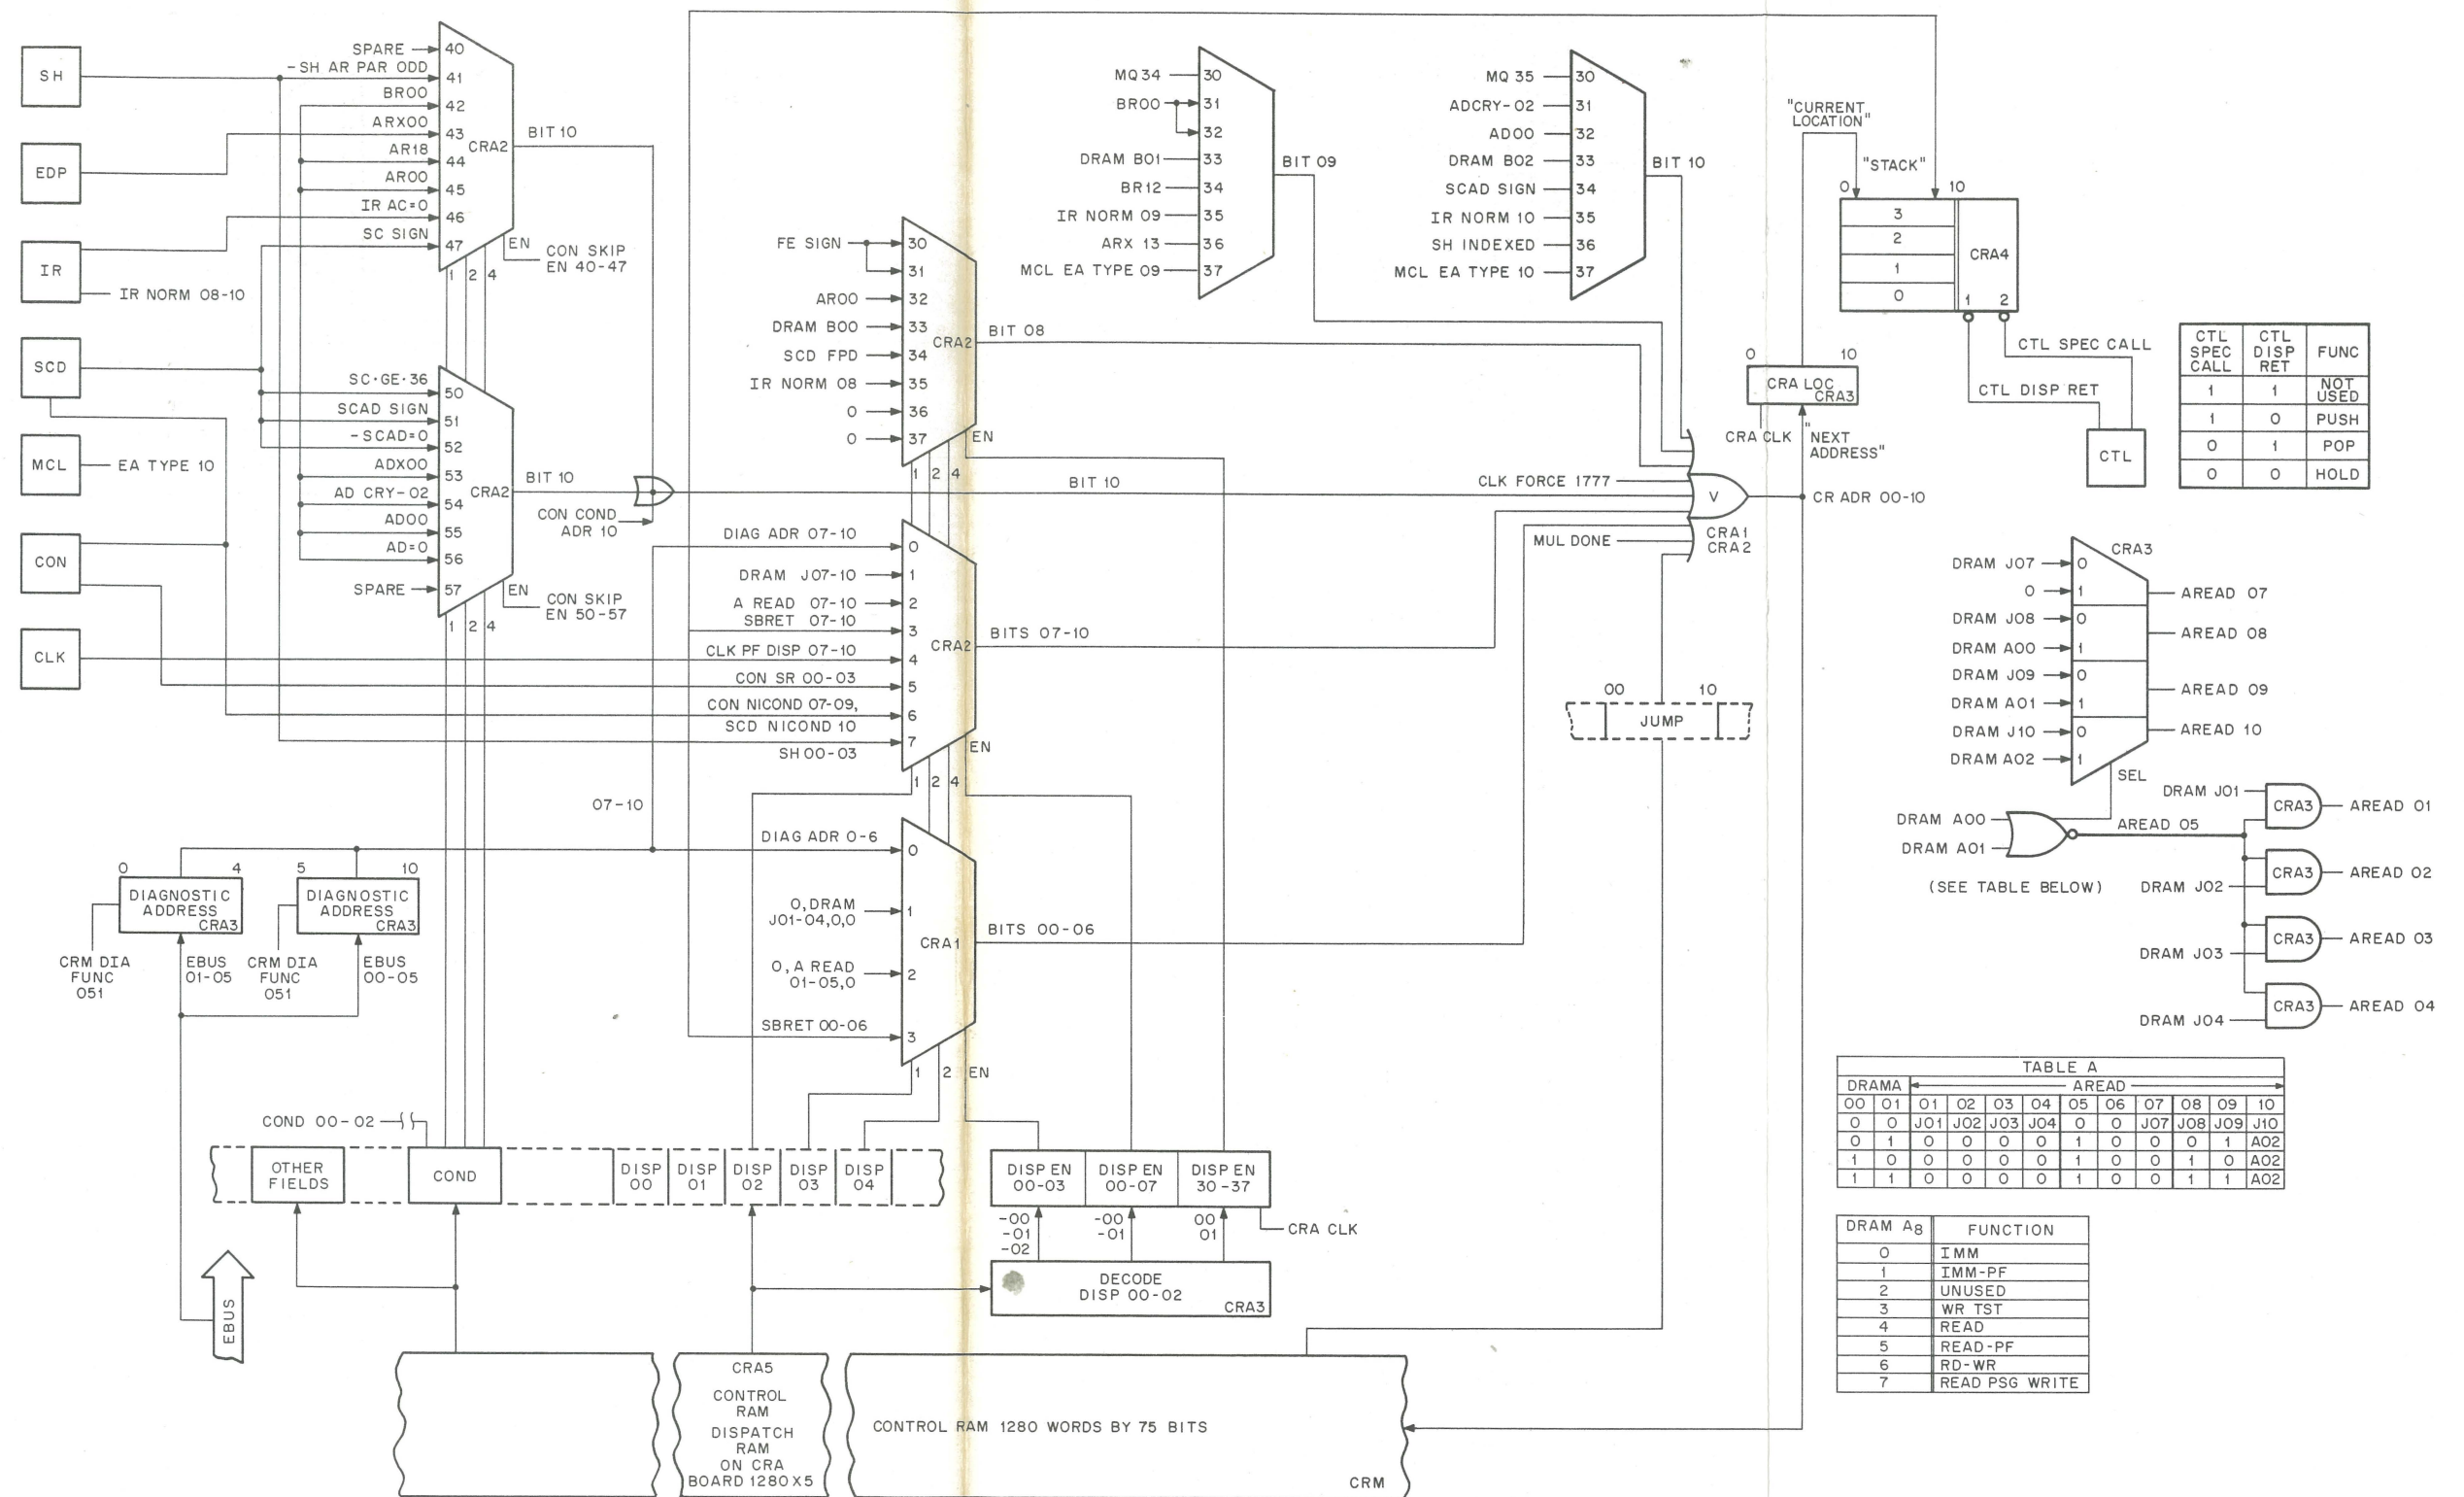 SH
EDP
IR
IR NORM 08-10
SCD
MCL
EA TYPE 10
CON
CLK
SPARE
40
-SH AR PAR ODD
41
BR00
42
ARX00
43
AR18
44
AR00
45
IR AC=0
46
SC SIGN
47
CRA2
BIT 10
EN
CON SKIP
EN 40-47
1 2 4
SC·GE·36
50
SCAD SIGN
51
-SCAD=0
52
ADX00
53
AD CRY-02
54
AD00
55
AD=0
56
SPARE
57
CRA2
BIT 10
EN
CON SKIP
EN 50-57
1 2 4
CON COND
ADR 10
FE SIGN
30
31
AR00
32
DRAM B00
33
SCD FPD
34
IR NORM 08
35
0
36
0
37
CRA2
BIT 08
EN
1 2 4
MQ34
30
BR00
31
32
DRAM B01
33
BR12
34
IR NORM 09
35
ARX 13
36
MCL EA TYPE 09
37
BIT 09
MQ 35
30
ADCRY-02
31
AD00
32
DRAM B02
33
SCAD SIGN
34
IR NORM 10
35
SH INDEXED
36
MCL EA TYPE 10
37
BIT 10
"CURRENT
LOCATION"
"STACK"
0 10
3
2
1
0
CRA4
1 2
CTL SPEC CALL
CTL DISP RET
CTL
0 10
CRA LOC
CRA3
CRA CLK
"NEXT
ADDRESS"
CTL SPEC CALL CTL DISP RET FUNC
1 1 NOT USED
1 0 PUSH
0 1 POP
0 0 HOLD
BIT 10
CLK FORCE 1777
V
CR ADR 00-10
CRA1
CRA2
MUL DONE
DIAG ADR 07-10
0
DRAM J07-10
1
A READ 07-10
2
SBRET 07-10
3
CLK PF DISP 07-10
4
CON SR 00-03
5
CON NICOND 07-09,
6
SCD NICOND 10
7
SH 00-03
CRA2
BITS 07-10
EN
1 2 4
07-10
DIAG ADR 0-6
0
0,DRAM
J01-04,0,0
1
0,A READ
01-05,0
2
SBRET 00-06
3
CRA1
BITS 00-06
1 2 EN
00 10
JUMP
CRA3
DRAM J07
0
0
1
AREAD 07
DRAM J08
0
DRAM A00
1
AREAD 08
DRAM J09
0
DRAM A01
1
AREAD 09
DRAM J10
0
DRAM A02
1
AREAD 10
SEL
DRAM A00
DRAM A01
AREAD 05
(SEE TABLE BELOW)
DRAM J01
CRA3
AREAD 01
DRAM J02
CRA3
AREAD 02
DRAM J03
CRA3
AREAD 03
DRAM J04
CRA3
AREAD 04
0 4
DIAGNOSTIC
ADDRESS
CRA3
5 10
DIAGNOSTIC
ADDRESS
CRA3
CRM DIA
FUNC
051
EBUS
01-05
CRM DIA
FUNC
051
EBUS
00-05
COND 00-02
OTHER
FIELDS
COND
DISP
00
DISP
01
DISP
02
DISP
03
DISP
04
DISP EN
00-03
DISP EN
00-07
DISP EN
30-37
-00
-01
-02
-00
-01
00
01
CRA CLK
DECODE
DISP 00-02
CRA3
EBUS
CRA5
CONTROL
RAM
DISPATCH
RAM
ON CRA
BOARD 1280X5
CONTROL RAM 1280 WORDS BY 75 BITS
CRM
TABLE A
DRAMA AREAD
00 01 01 02 03 04 05 06 07 08 09 10
0 0 J01 J02 J03 J04 0 0 J07 J08 J09 J10
0 1 0 0 0 0 1 0 0 0 1 A02
1 0 0 0 0 0 1 0 0 1 0 A02
1 1 0 0 0 0 1 0 0 1 1 A02
DRAM A8 FUNCTION
0 IMM
1 IMM-PF
2 UNUSED
3 WR TST
4 READ
5 READ-PF
6 RD-WR
7 READ PSG WRITE